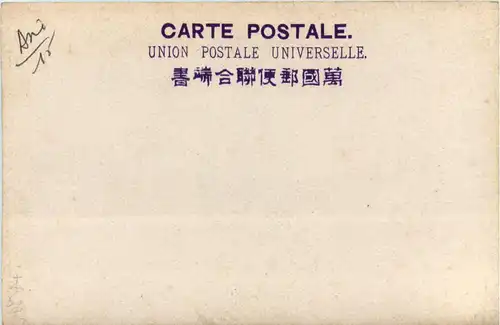 CARTE POSTALE.
UNION POSTALE UNIVERSELLE.
萬國郵便聯合端書